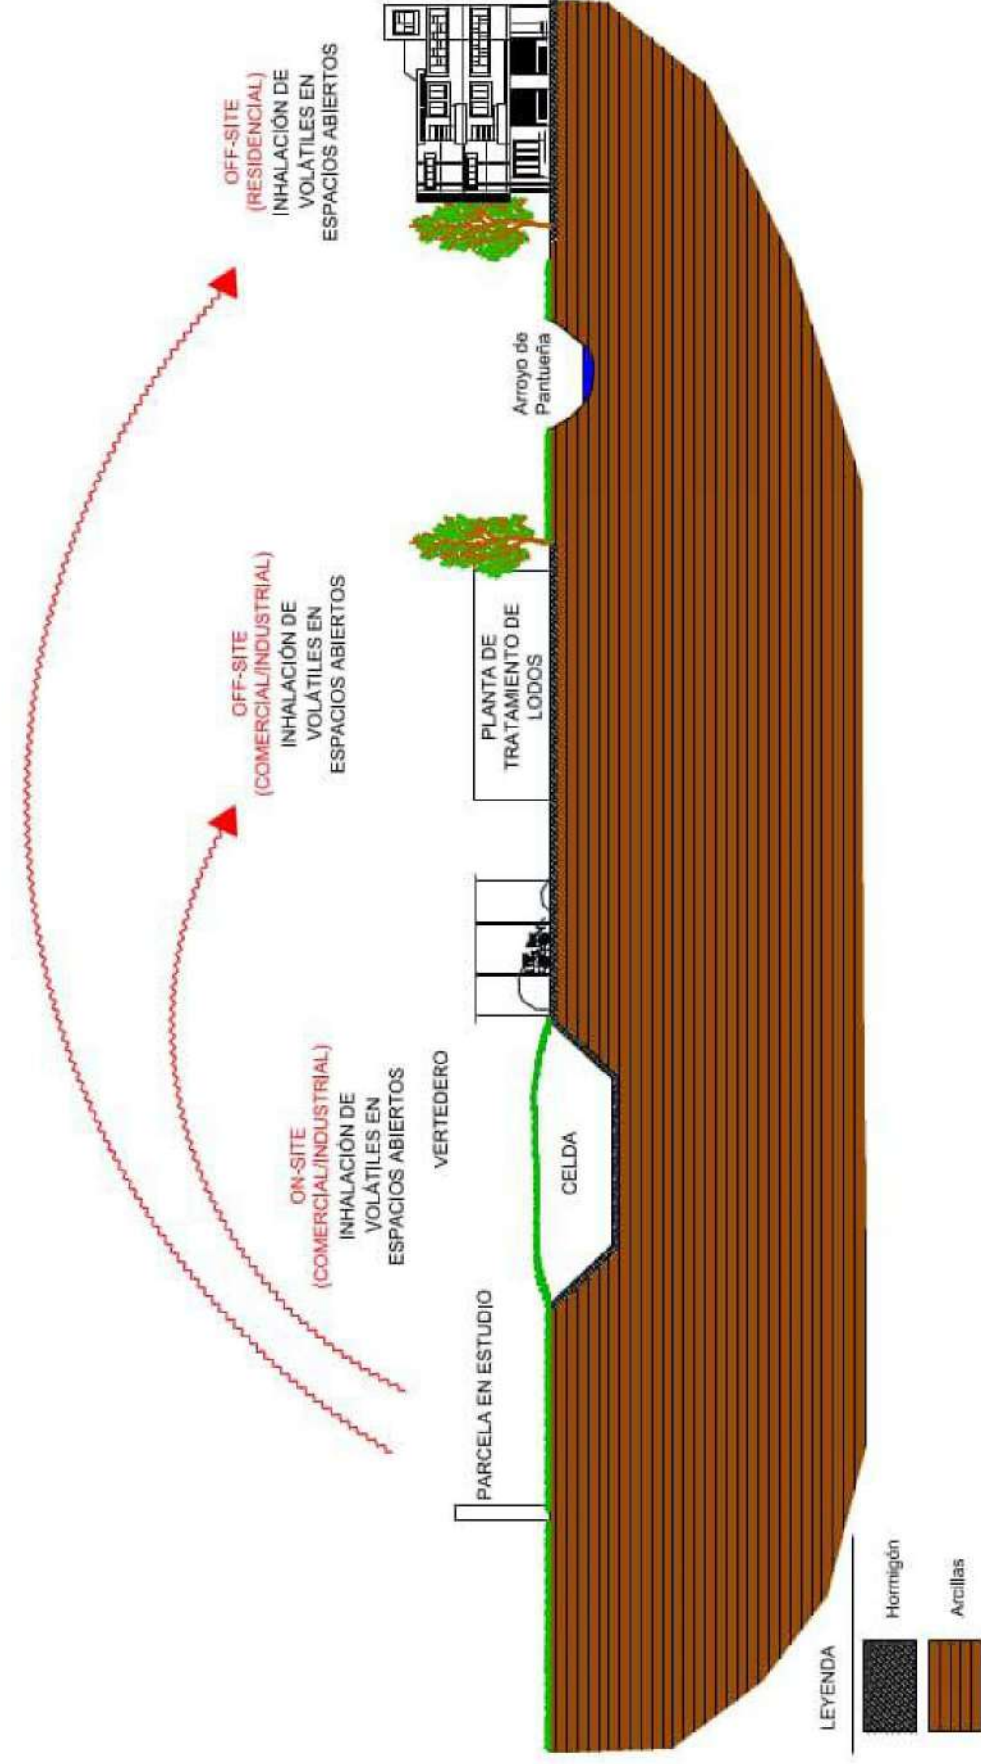 OFF-SITE
(RESIDENCIAL)
INHALACIÓN DE
VOLÁTILES EN
ESPACIOS ABIERTOS
OFF-SITE
(COMERCIAL/INDUSTRIAL)
INHALACIÓN DE
VOLÁTILES EN
ESPACIOS ABIERTOS
ON-SITE
(COMERCIAL/INDUSTRIAL)
INHALACIÓN DE
VOLÁTILES EN
ESPACIOS ABIERTOS
VERTEDERO
PARCELA EN ESTUDIO
CELDA
PLANTA DE
TRATAMIENTO DE
LODOS
Arroyo de
Pantueña
LEYENDA
Hormigón
Arcillas